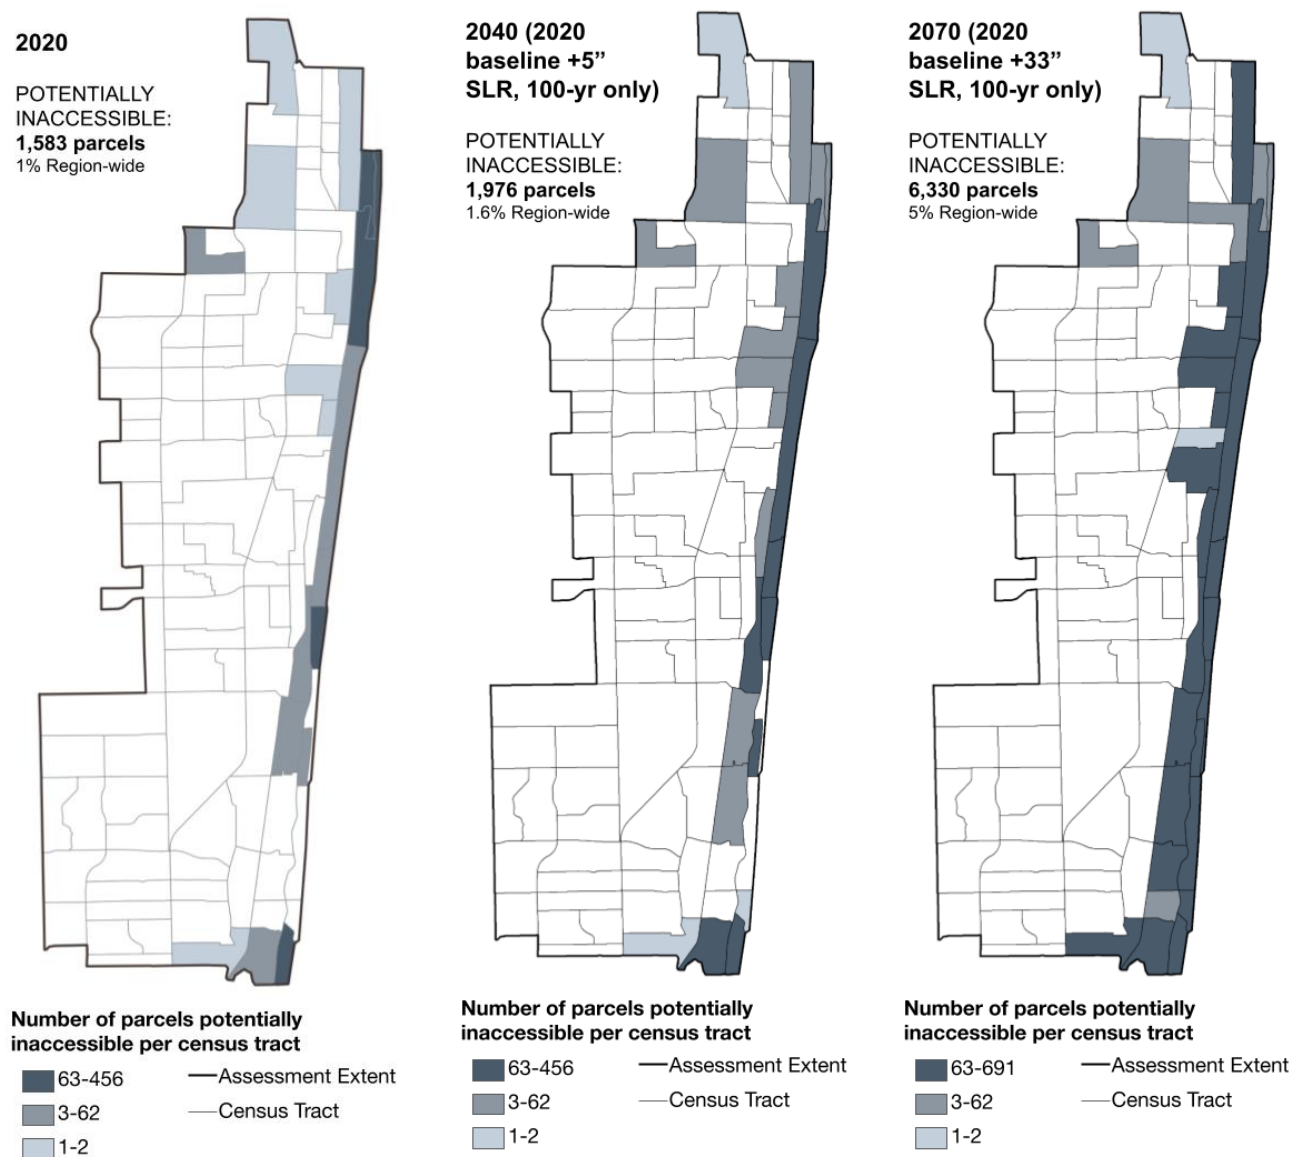 2020
POTENTIALLY
INACCESSIBLE:
1,583 parcels
1% Region-wide
Number of parcels potentially
inaccessible per census tract
63-456
3-62
1-2
Assessment Extent
Census Tract
2040 (2020
baseline +5”
SLR, 100-yr only)
POTENTIALLY
INACCESSIBLE:
1,976 parcels
1.6% Region-wide
Number of parcels potentially
inaccessible per census tract
63-456
3-62
1-2
Assessment Extent
Census Tract
2070 (2020
baseline +33”
SLR, 100-yr only)
POTENTIALLY
INACCESSIBLE:
6,330 parcels
5% Region-wide
Number of parcels potentially
inaccessible per census tract
63-691
3-62
1-2
Assessment Extent
Census Tract